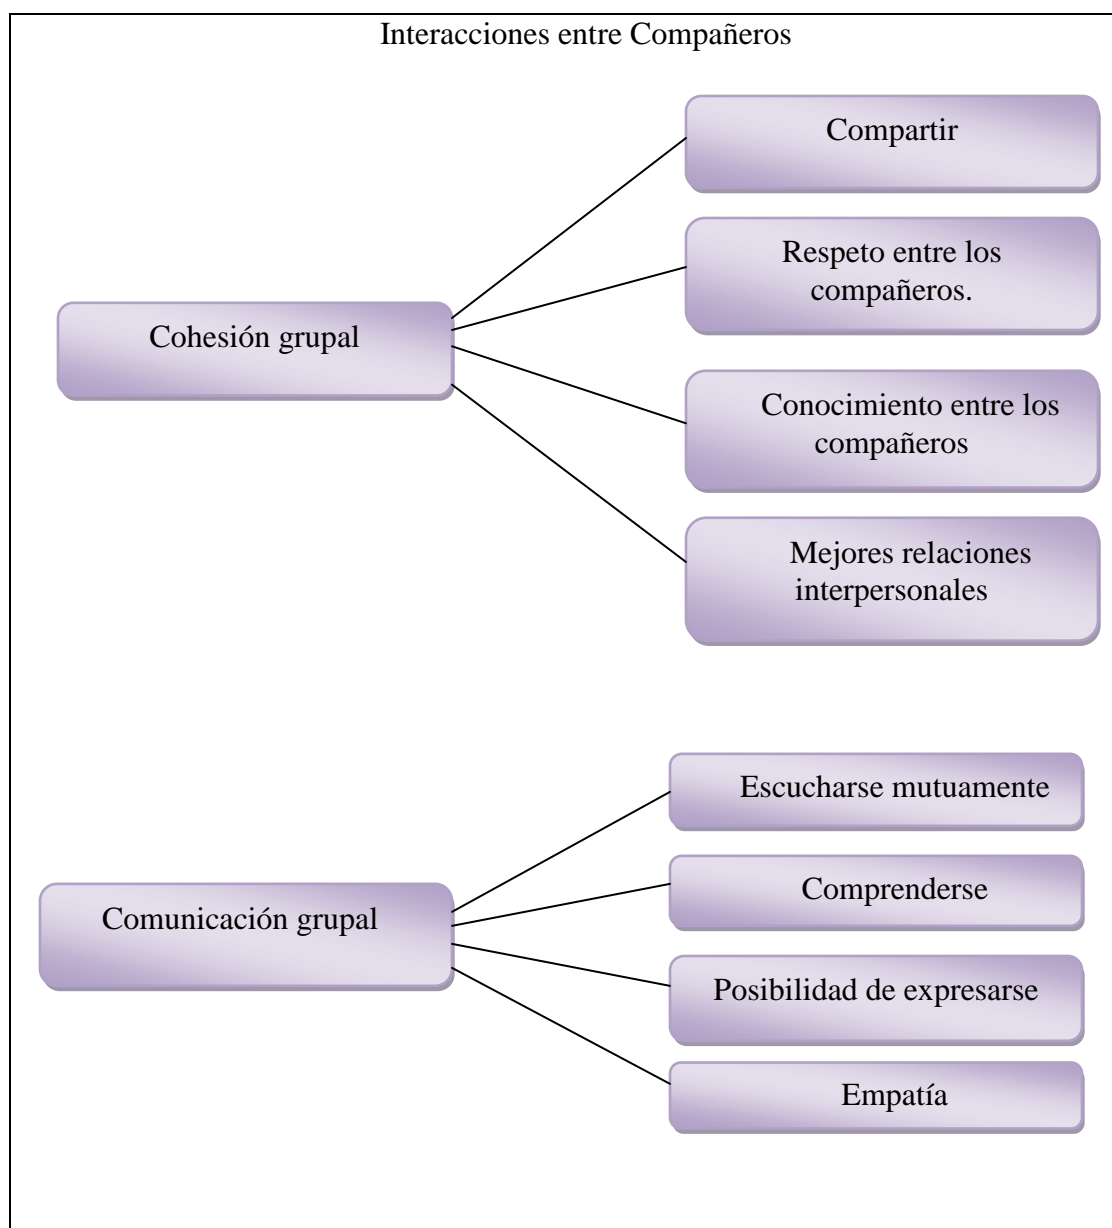 Interacciones entre Compañeros
Compartir
Respeto entre los
compañeros.
Cohesión grupal
Conocimiento entre los
compañeros
Mejores relaciones
interpersonales
Escucharse mutuamente
Comprenderse
Comunicación grupal
Posibilidad de expresarse
Empatía